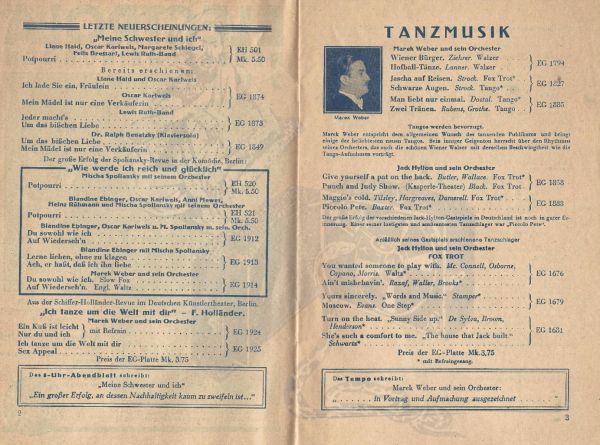 LETZTE NEUERSCHEINUNGEN:
„Meine Schwester und ich"
Liane Haid, Oscar Karlweis, Margarete Schlegel,
Felix Bressart, Lewis Ruth-Band
Potpourri EH 501
Mk. 5.50
Bereits erschienen:
Liane Haid und Oscar Karlweis
Ich lade Sie ein, Fräulein
Oscar Karlweis
Mein Mädel ist nur eine Verkäuferin
EG 1874
Lewis Ruth-Band
Jeder macht's
Um das bißchen Liebe
EG 1873
Dr. Ralph Benatzky (Klaviersolo)
Um das bißchen Liebe
Mein Mädel ist nur eine Verkäuferin
EG 1849
Der große Erfolg der Spoliansky-Revue in der Komödie, Berlin:
„Wie werde ich reich und glücklich"
Mischa Spoliansky mit seinem Orchester
Potpourri EH 520
Mk. 5.50
Blandine Ebinger, Oscar Karlweis, Anni Mewes,
Heinz Rühmann und Mischa Spoliansky mit seinem Orchester
Potpourri EH 521
Mk. 5.50
Blandine Ebinger, Oscar Karlweis u. M. Spoliansky m. sein. Orch.
Du sowohl wie ich
Auf Wiederseh'n
EG 1912
Blandine Ebinger mit Mischa Spoliansky
Lerne lieben, ohne zu klagen
Ach, er haßt, daß ich ihn liebe
EG 1913
Marek Weber und sein Orchester
Du sowohl wie ich. Slow Fox
Auf Wiederseh'n. Engl. Waltz
EG 1914
Aus der Schiffer-Holländer-Revue im Deutschen Künstlertheater, Berlin.
„Ich tanze um die Welt mit dir" – F. Holländer.
Marek Weber und sein Orchester
Ein Kuß ist leicht
Nur du und ich
mit Refrain
EG 1924
Ich tanze um die Welt mit dir
Sex Appeal
EG 1925
Preis der EG-Platte Mk. 3.75
Das 8-Uhr-Abendblatt schreibt:
„Meine Schwester und ich"
„Ein großer Erfolg, an dessen Nachhaltigkeit kaum zu zweifeln ist..."
2
TANZMUSIK
Marek Weber
Marek Weber und sein Orchester
Wiener Bürger. Ziehrer. Walzer
Hofball-Tänze. Lanner. Walzer
EG 1794
Jascha auf Reisen. Strock. Fox Trot*
Schwarze Augen. Strock. Tango*
EG 1827
Man liebt nur einmal. Dostal. Tango*
Zwei Tränen. Rubens, Grothe. Tango
EG 1885
Tangos werden bevorzugt.
Marek Weber entspricht dem allgemeinen Wunsch des tanzenden Publikums und bringt
einige der beliebtesten neuen Tangos. Sein inniger Geigenton herrscht über den Rhythmus
seines Orchesters, das auch die schönen Wiener Walzer mit derselben Beschwingtheit wie die
Tango-Aufnahmen vorträgt.
Jack Hylton und sein Orchester
Give yourself a pat on the back. Butler, Wallace. Fox Trot*
Punch and Judy Show. (Kasperle-Theater) Black. Fox Trot
EG 1858
Maggie's cold. Tilsley, Hargreaves, Damerell. Fox Trot*
Piccolo Pete. Baxter. Fox Trot
EG 1888
Der große Erfolg der verschiedenen Jack-Hylton-Gastspiele in Deutschland ist noch in guter Er-
innerung. Einer seiner lustigsten und amüsantesten Tanzschlager war „Piccolo Pete".
Anläßlich seines Gastspiels erschienene Tanzschlager
Jack Hylton und sein Orchester
FOX TROT
You wanted someone to play with. Mc. Connell, Osborne,
Capano, Morris. Waltz*
Ain't misbehavin'. Razaf, Waller, Brooks*
EG 1676
Yours sincerely. „Words and Music." Stamper*
Moscow. Evans. One Step*
EG 1679
Turn on the heat. „Sunny Side up." De Sylva, Brown,
Henderson*
She's such a comfort to me. „The house that Jack built."
Schwartz*
EG 1681
Preis der EG-Platte Mk. 3.75
* mit Refraingesang.
Das Tempo schreibt:
Marek Weber und sein Orchester:
„ . . . . . . . in Vortrag und Aufmachung ausgezeichnet . . . . . . . "
3